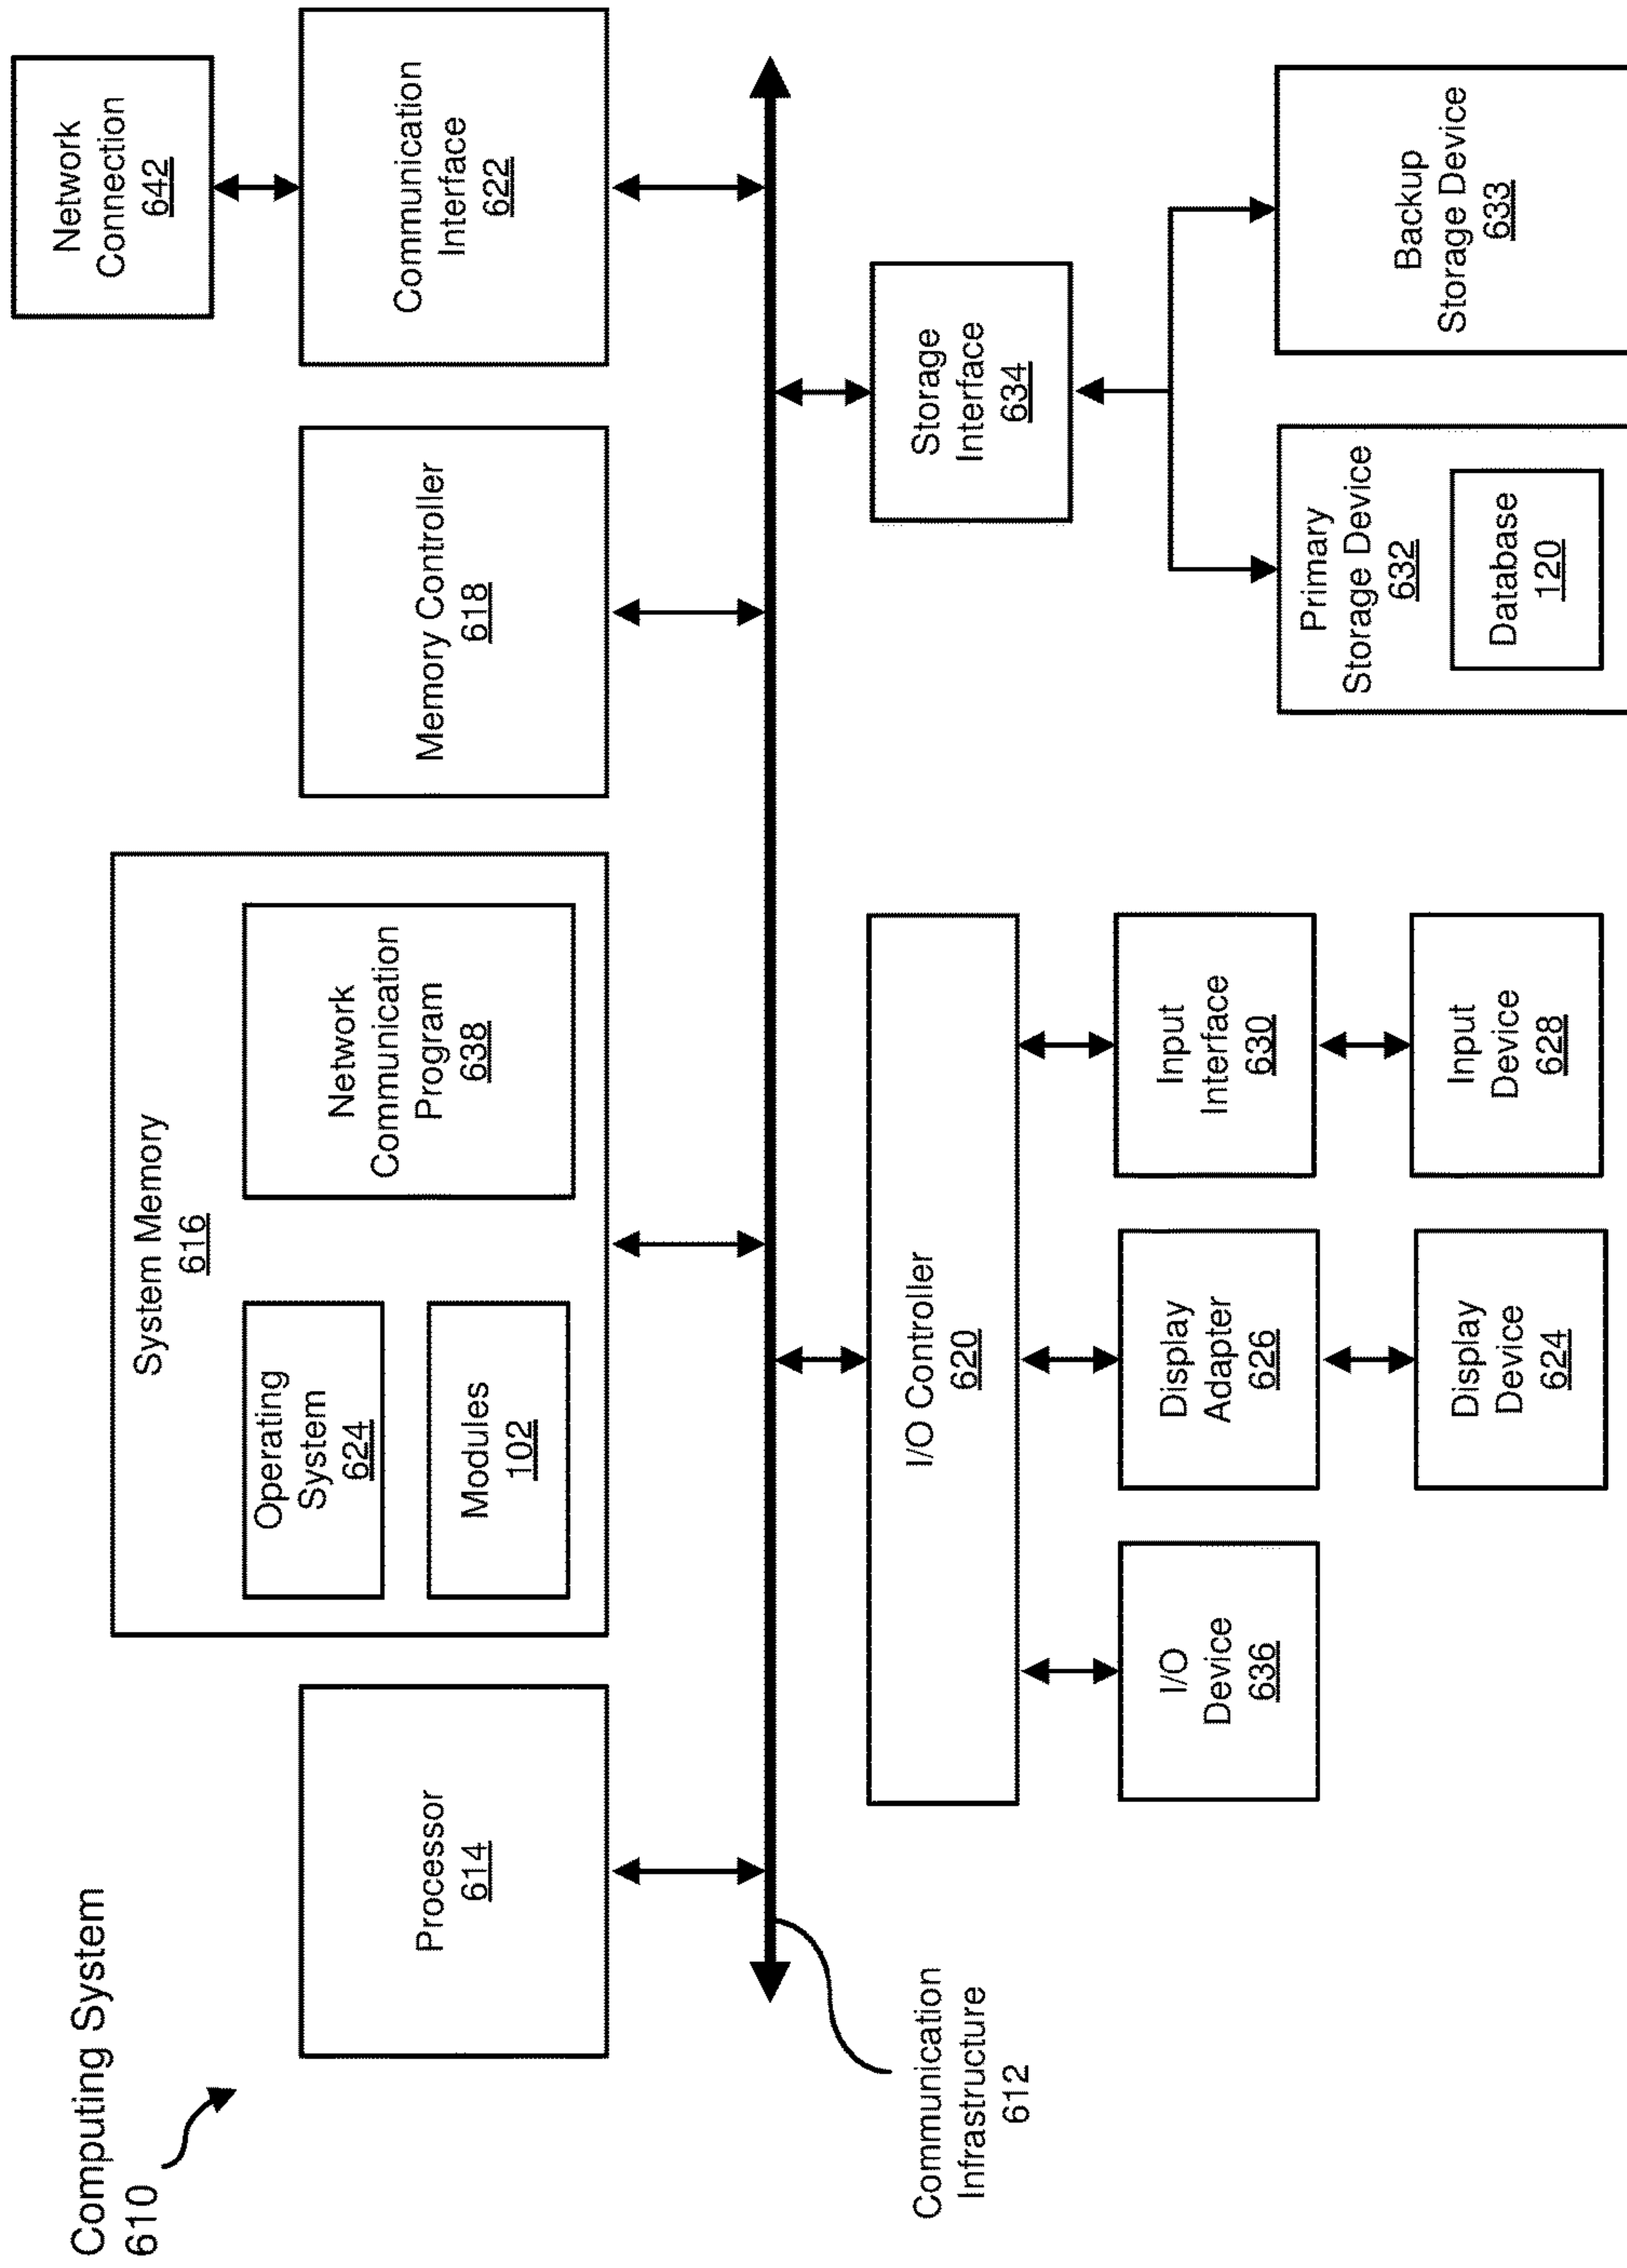 Computing System
610
Processor
614
System Memory
616
Operating
System
624
Modules
102
Network
Communication
Program
638
Memory Controller
618
Communication
Interface
622
Network
Connection
642
Communication
Infrastructure
612
I/O Controller
620
I/O
Device
636
Display
Adapter
626
Display
Device
624
Input
Interface
630
Input
Device
628
Storage
Interface
634
Primary
Storage Device
632
Database
120
Backup
Storage Device
633